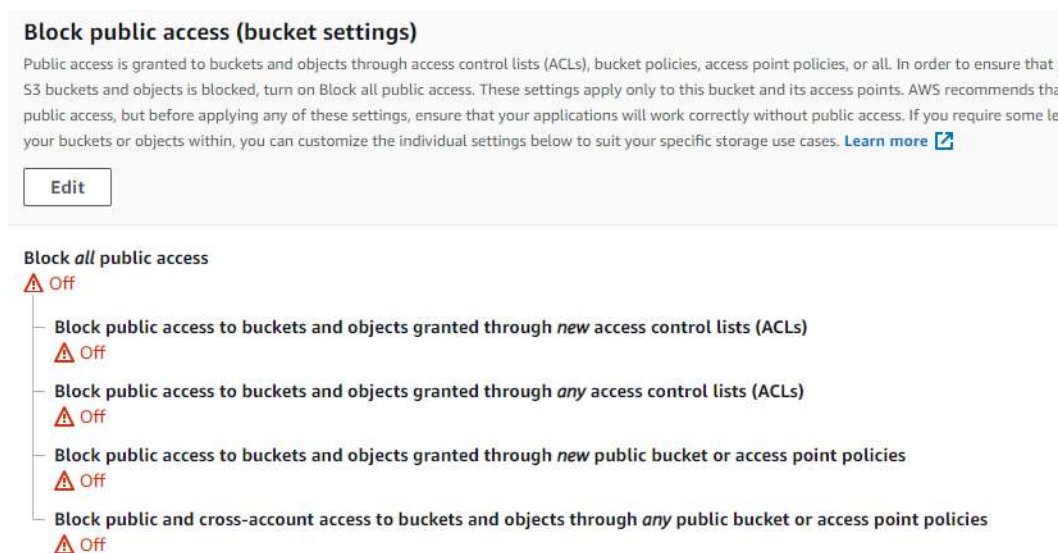 Block public access (bucket settings)
Public access is granted to buckets and objects through access control lists (ACLs), bucket policies, access point policies, or all. In order to ensure that
S3 buckets and objects is blocked, turn on Block all public access. These settings apply only to this bucket and its access points. AWS recommends tha
public access, but before applying any of these settings, ensure that your applications will work correctly without public access. If you require some le
your buckets or objects within, you can customize the individual settings below to suit your specific storage use cases. Learn more
Edit
Block all public access
Off
Block public access to buckets and objects granted through new access control lists (ACLs)
Off
Block public access to buckets and objects granted through any access control lists (ACLs)
Off
Block public access to buckets and objects granted through new public bucket or access point policies
Off
Block public and cross-account access to buckets and objects through any public bucket or access point policies
Off